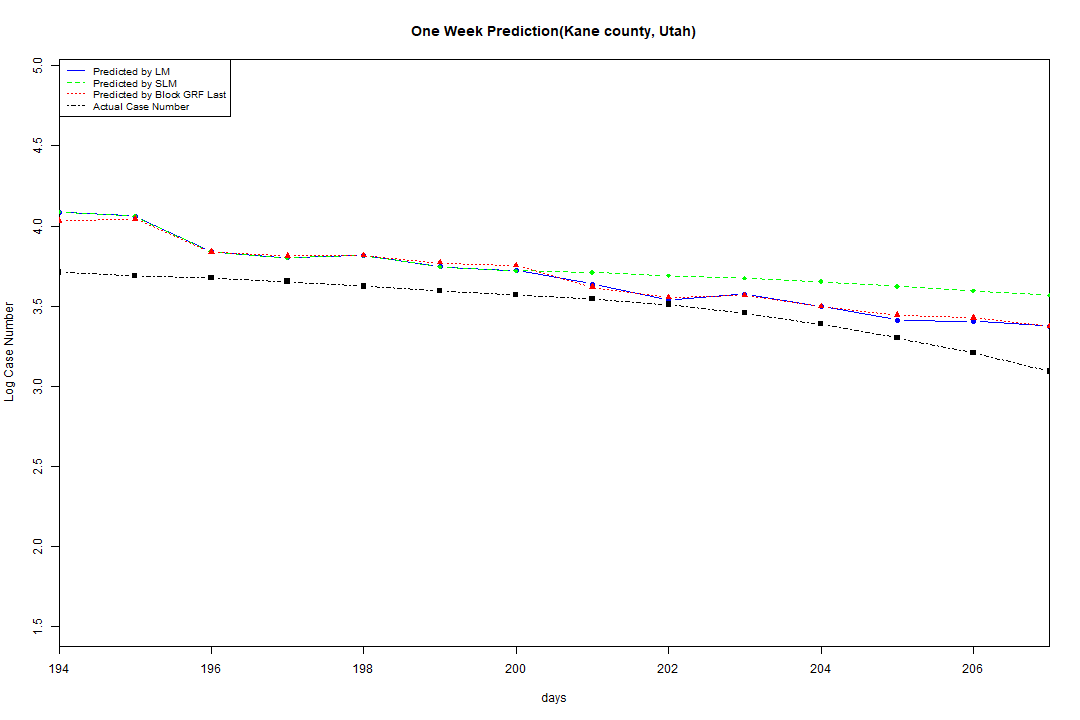 One Week Prediction(Kane county, Utah)
Predicted by LM
Predicted by SLM
Predicted by Block GRF Last
Actual Case Number
Log Case Number
5.0
4.5
4.0
3.5
3.0
2.5
2.0
1.5
194 196 198 200 202 204 206
days